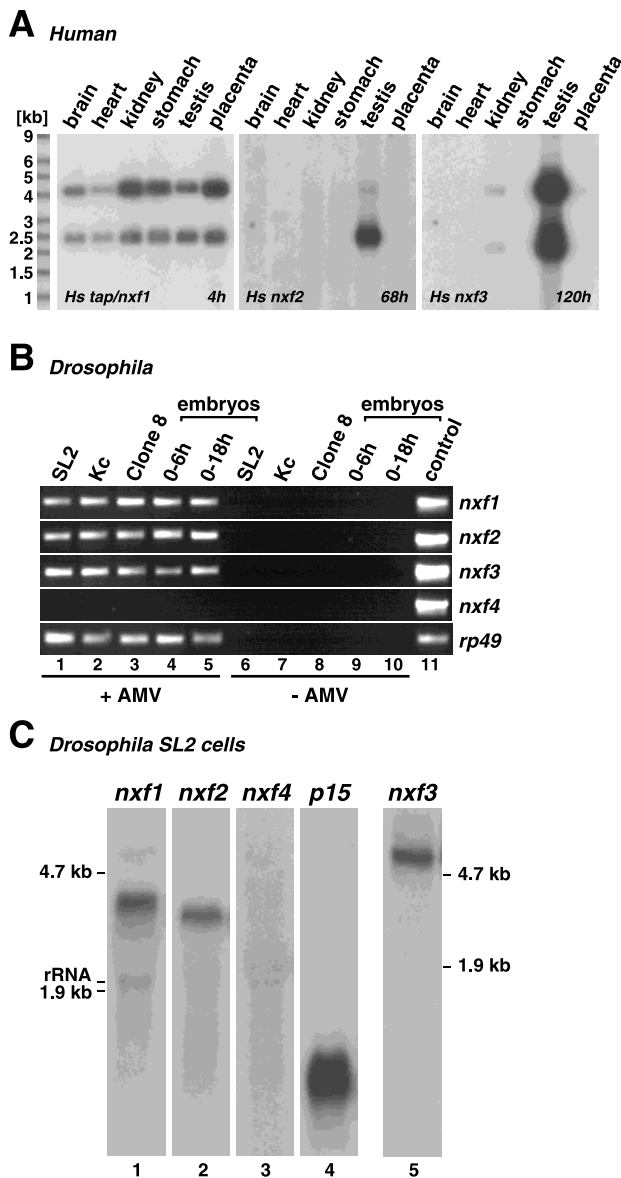 A Human
[kb] brain heart kidney stomach testis placenta brain heart kidney stomach testis placenta brain heart kidney stomach testis placenta
9
6
5
4
3
2.5
2
1.5
1
Hs tap/nxf1 4h Hs nxf2 68h Hs nxf3 120h
B Drosophila
embryos embryos
SL2 Kc Clone 8 0-6h 0-18h SL2 Kc Clone 8 0-6h 0-18h control
nxf1
nxf2
nxf3
nxf4
rp49
1 2 3 4 5 6 7 8 9 10 11
+ AMV - AMV
C Drosophila SL2 cells
nxf1 nxf2 nxf4 p15 nxf3
4.7 kb 4.7 kb
rRNA 1.9 kb
1.9 kb
1 2 3 4 5